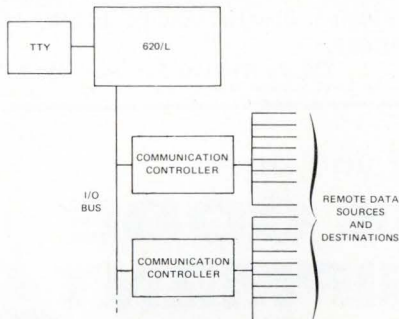 TTY
620/L
COMMUNICATION
CONTROLLER
I/O
BUS
REMOTE DATA
SOURCES
AND
DESTINATIONS
COMMUNICATION
CONTROLLER